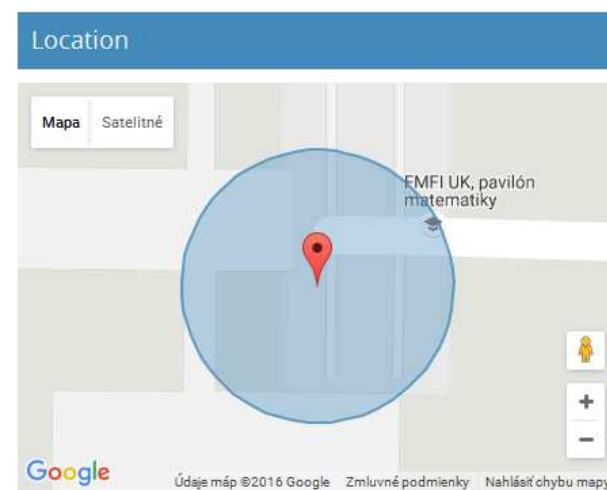 Location
Mapa Satelitné
FMFI UK, pavilón
matematiky
+
−
Google
Údaje máp ©2016 Google Zmluvné podmienky Nahlásiť chybu mapy